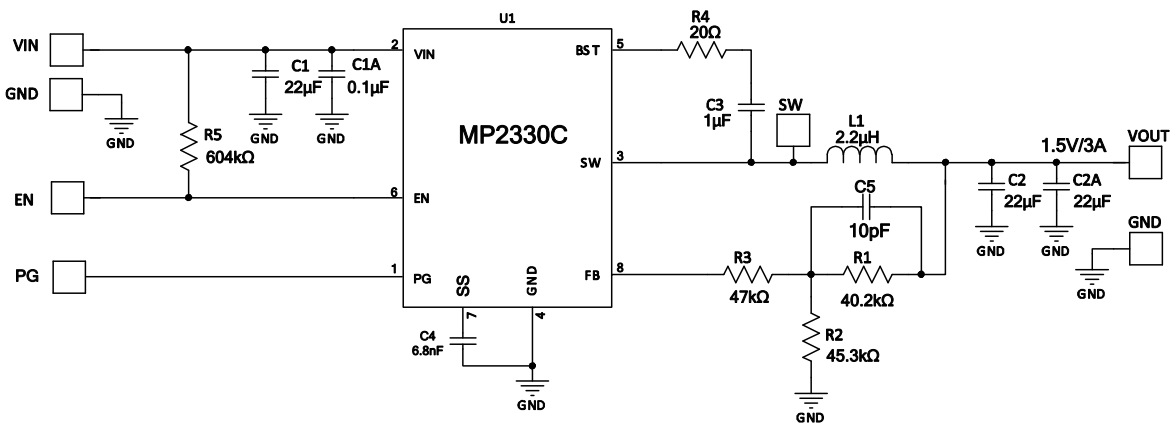 U1
MP2330C
VIN
GND
EN
PG
GND
R5
604kΩ
C1
22µF
GND
C1A
0.1µF
GND
2
VIN
6
EN
1
PG
SS
7
GND
4
C4
6.8nF
GND
BST
5
SW
3
FB
8
R4
20Ω
C3
1µF
SW
L1
2.2µH
C5
10pF
R3
47kΩ
R1
40.2kΩ
R2
45.3kΩ
GND
1.5V/3A
VOUT
C2
22µF
GND
C2A
22µF
GND
GND
GND